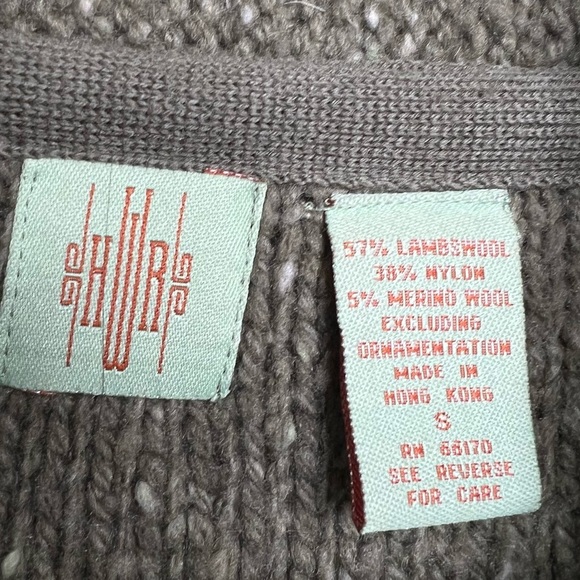 HWR
57% LAMBSWOOL
38% NYLON
5% MERINO WOOL
EXCLUDING
ORNAMENTATION
MADE IN
HONG KONG
S
RN 66170
SEE REVERSE
FOR CARE